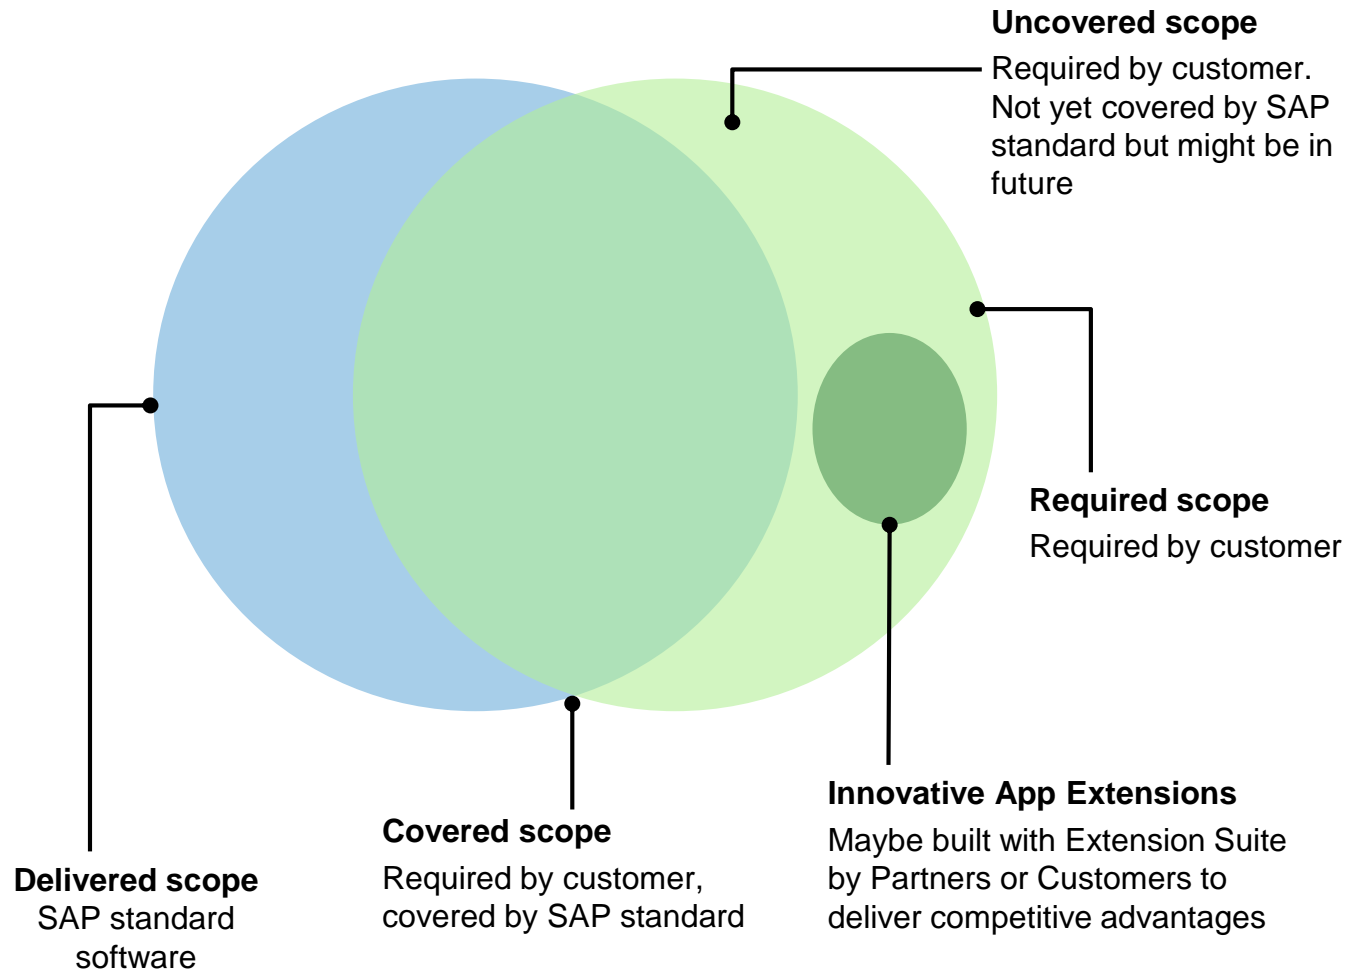 Uncovered scope
Required by customer.
Not yet covered by SAP
standard but might be in
future
Required scope
Required by customer
Innovative App Extensions
Maybe built with Extension Suite
by Partners or Customers to
deliver competitive advantages
Covered scope
Required by customer,
covered by SAP standard
Delivered scope
SAP standard
software